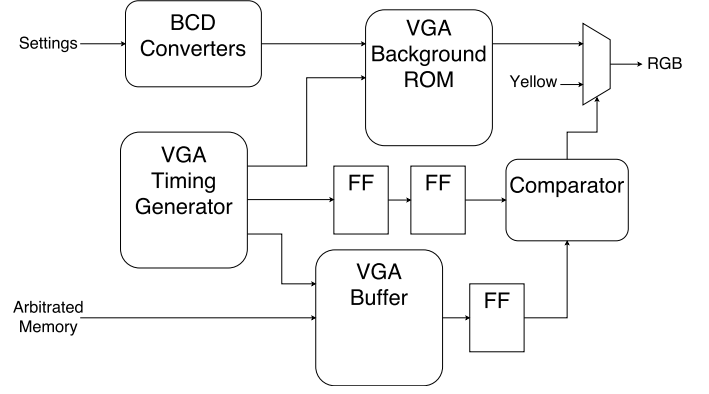 BCD
Converters
Settings
VGA
Background
ROM
Yellow
RGB
VGA
Timing
Generator
FF
FF
Comparator
VGA
Buffer
FF
Arbitrated
Memory